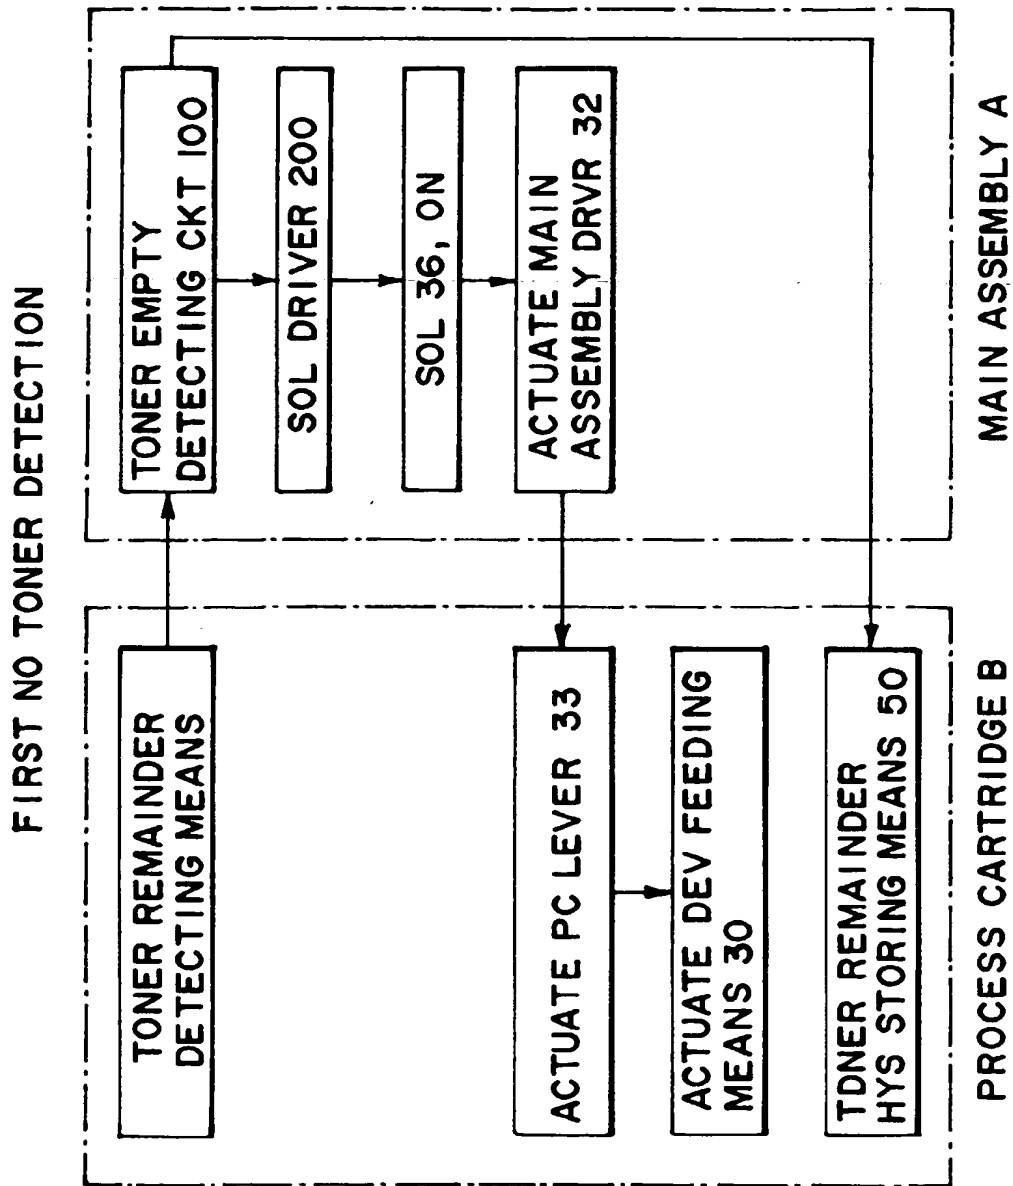 FIRST NO TONER DETECTION
TONER REMAINDER
DETECTING MEANS
TONER EMPTY
DETECTING CKT 100
SOL DRIVER 200
SOL 36, ON
ACTUATE MAIN
ASSEMBLY DRVR 32
ACTUATE PC LEVER 33
ACTUATE DEV FEEDING
MEANS 30
TDNER REMAINDER
HYS STORING MEANS 50
PROCESS CARTRIDGE B
MAIN ASSEMBLY A